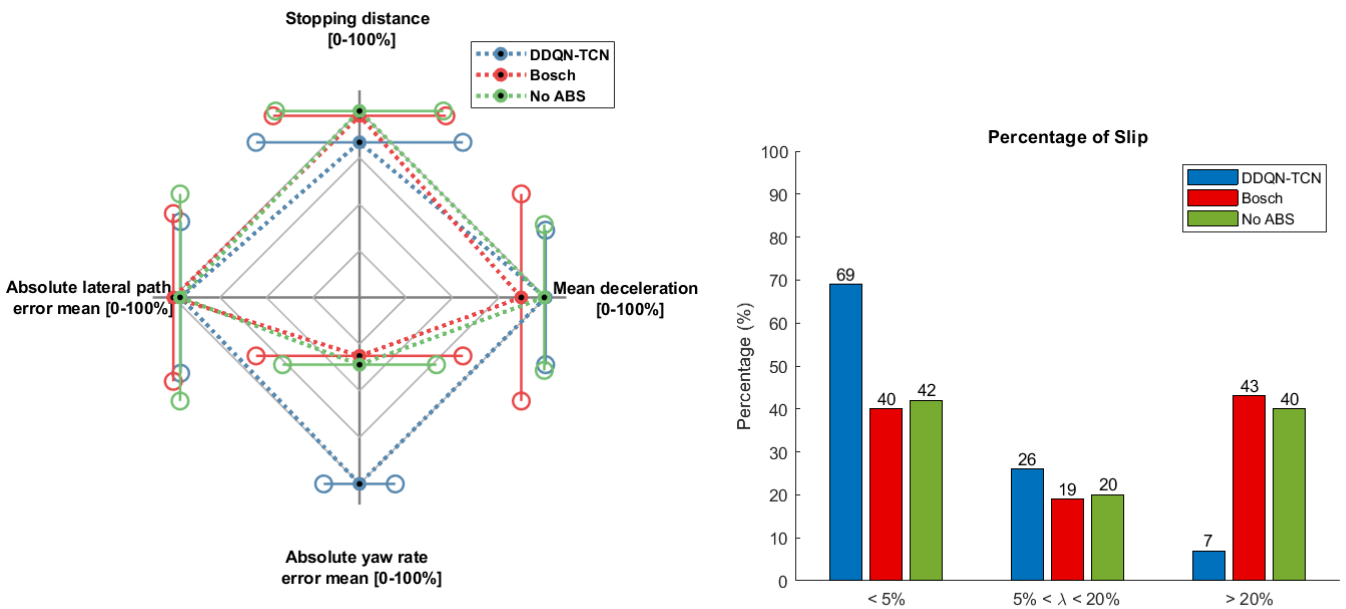 Stopping distance
[0-100%]
DDQN-TCN
Bosch
No ABS
Absolute lateral path
error mean [0-100%]
Mean deceleration
[0-100%]
Absolute yaw rate
error mean [0-100%]
Percentage of Slip
DDQN-TCN
Bosch
No ABS
Percentage (%)
100
90
80
70
60
50
40
30
20
10
0
69
40
42
26
19
20
7
43
40
< 5%
5% < λ < 20%
> 20%